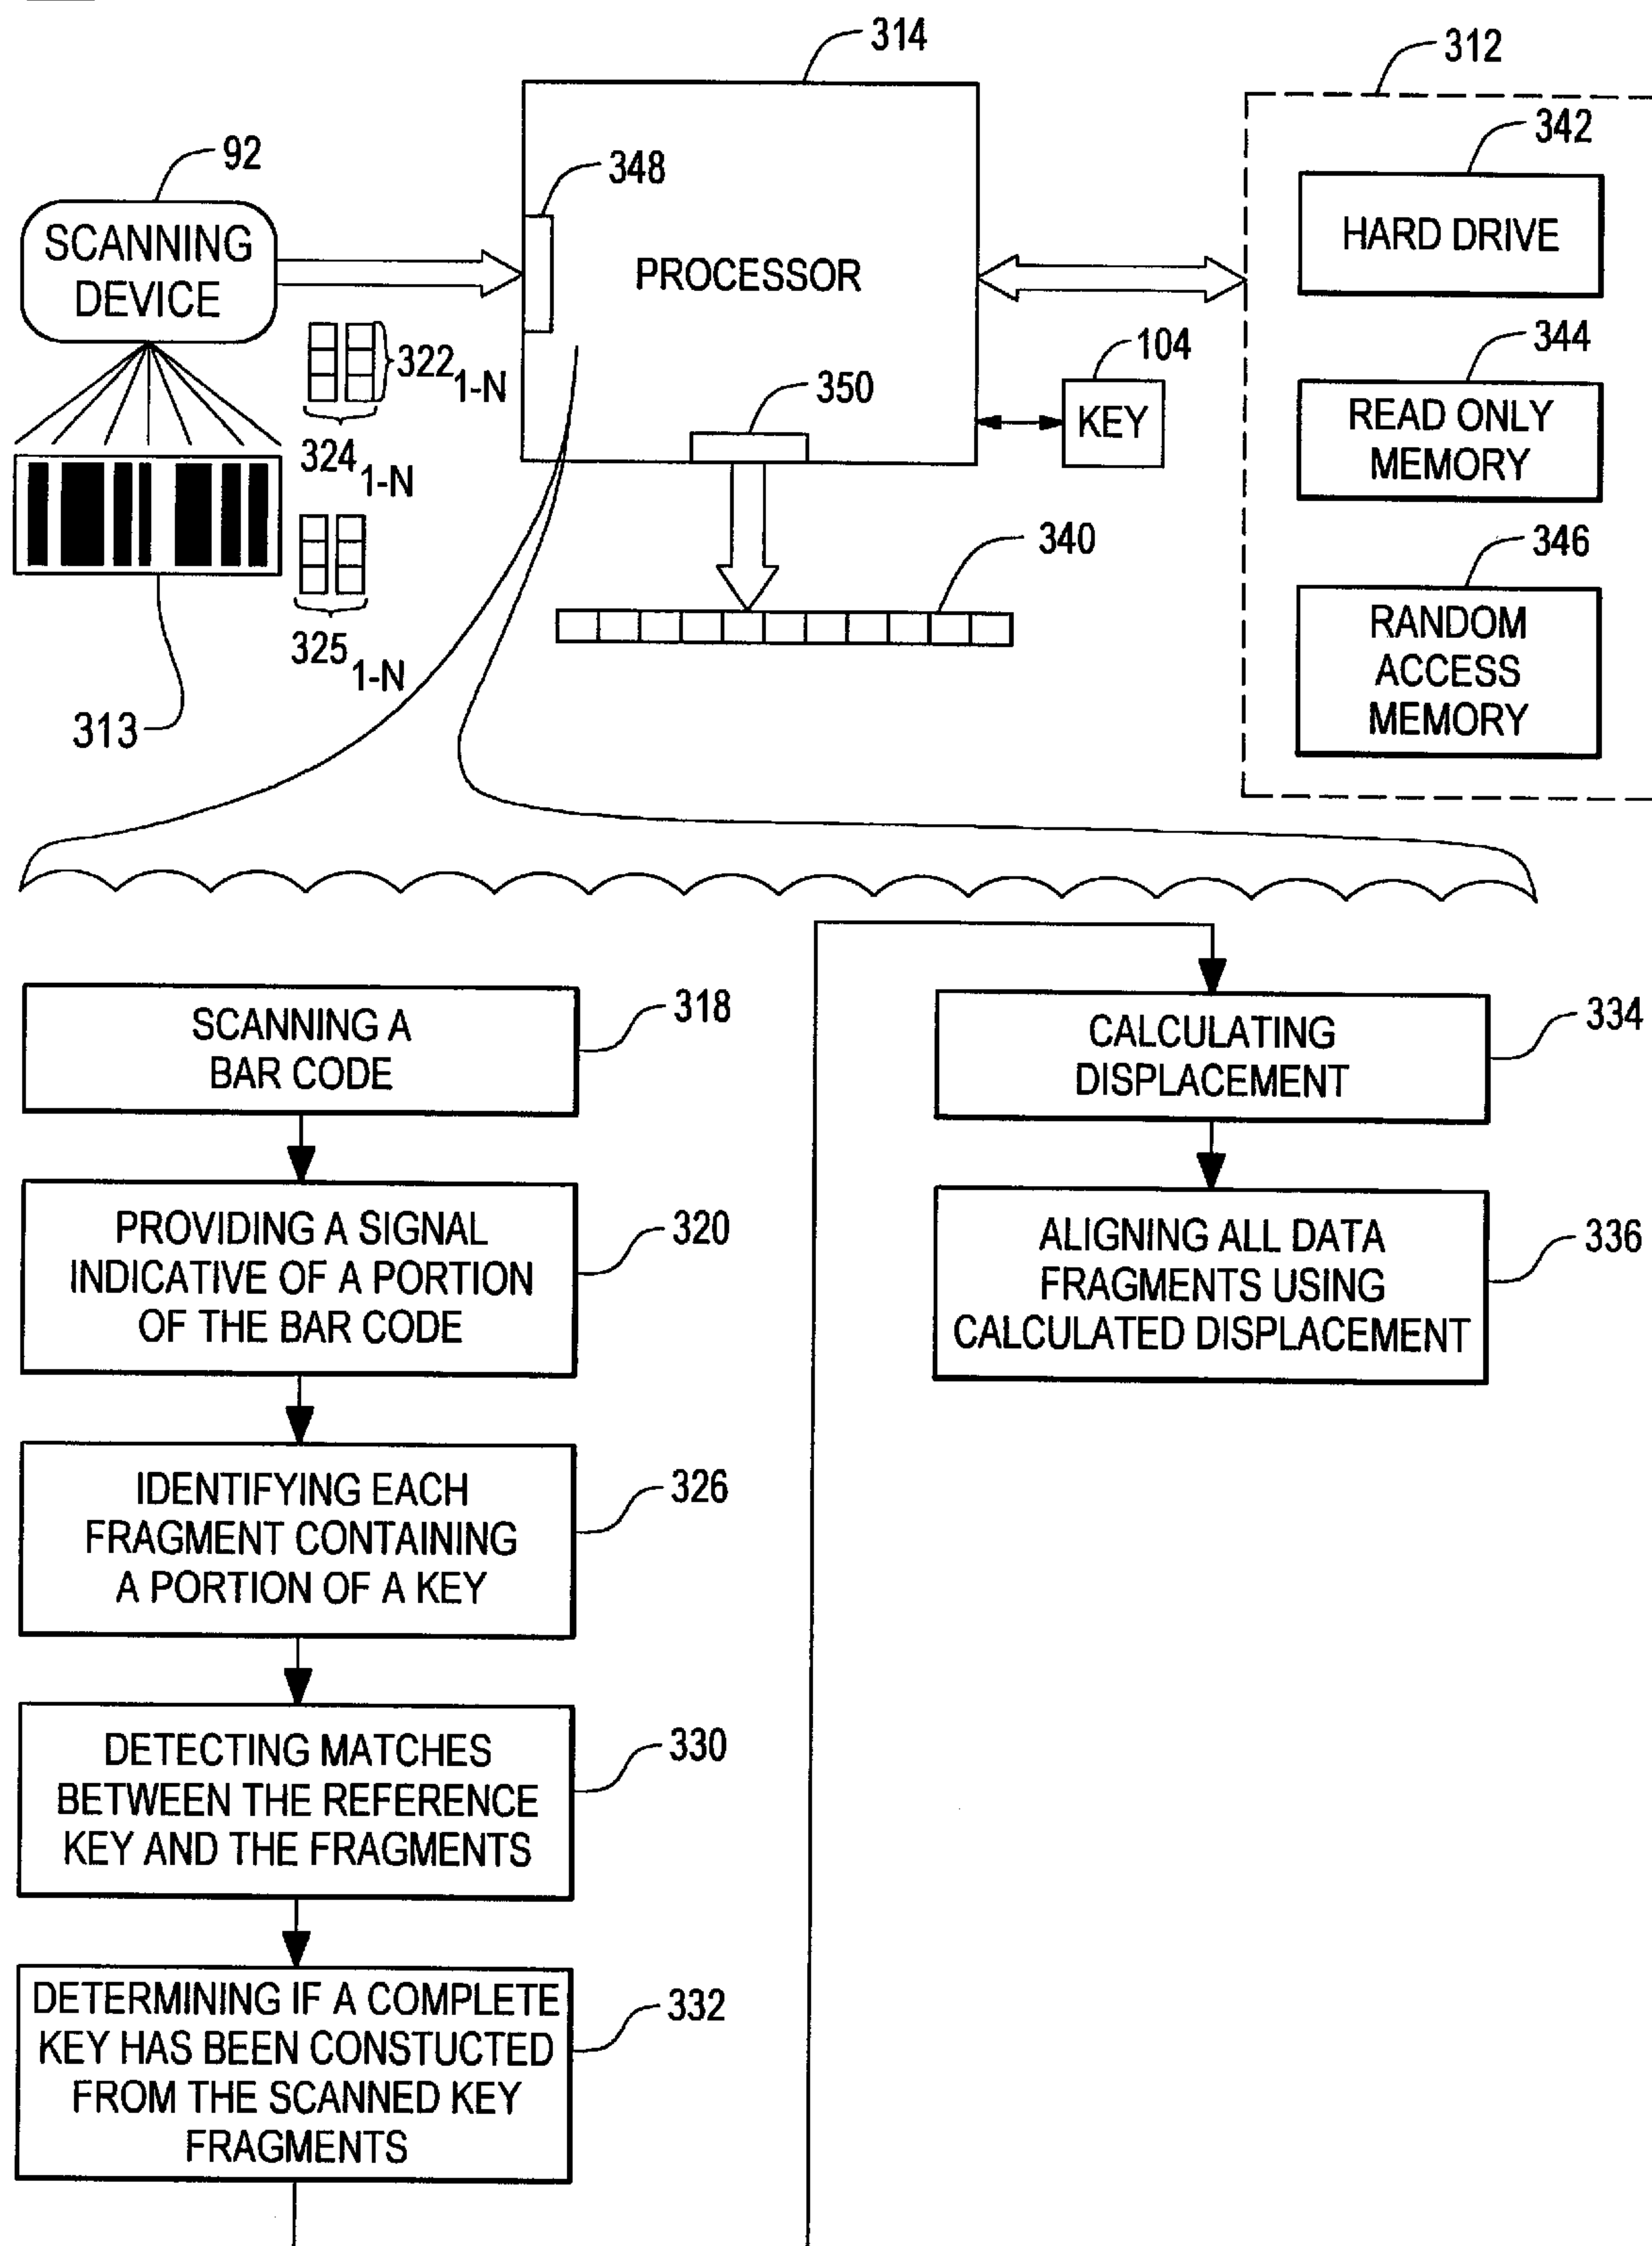 314
312
92
348
342
SCANNING
DEVICE
PROCESSOR
HARD DRIVE
322 1-N
324 1-N
350
104
KEY
344
READ ONLY
MEMORY
325 1-N
340
346
RANDOM
ACCESS
MEMORY
313
SCANNING A
BAR CODE
318
PROVIDING A SIGNAL
INDICATIVE OF A PORTION
OF THE BAR CODE
320
IDENTIFYING EACH
FRAGMENT CONTAINING
A PORTION OF A KEY
326
DETECTING MATCHES
BETWEEN THE REFERENCE
KEY AND THE FRAGMENTS
330
DETERMINING IF A COMPLETE
KEY HAS BEEN CONSTUCTED
FROM THE SCANNED KEY
FRAGMENTS
332
CALCULATING
DISPLACEMENT
334
ALIGNING ALL DATA
FRAGMENTS USING
CALCULATED DISPLACEMENT
336